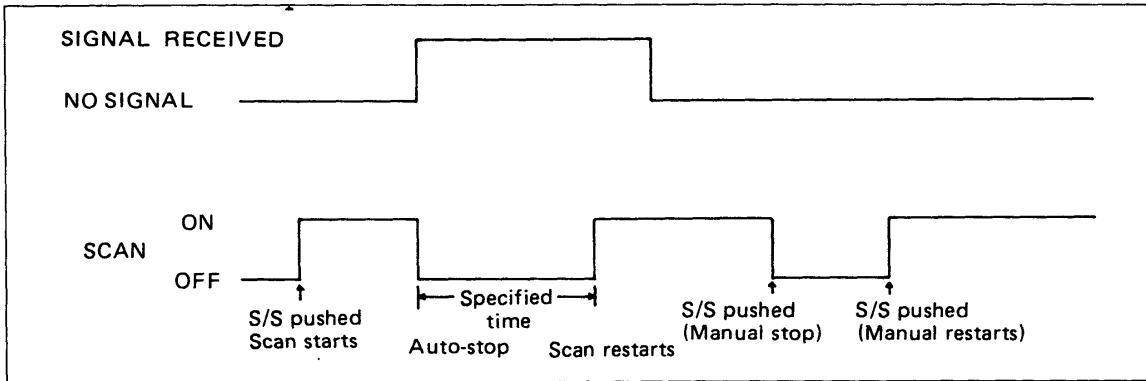 SIGNAL RECEIVED
NO SIGNAL
ON
SCAN
OFF
S/S pushed
Scan starts
Specified
time
Auto-stop
Scan restarts
S/S pushed
(Manual stop)
S/S pushed
(Manual restarts)